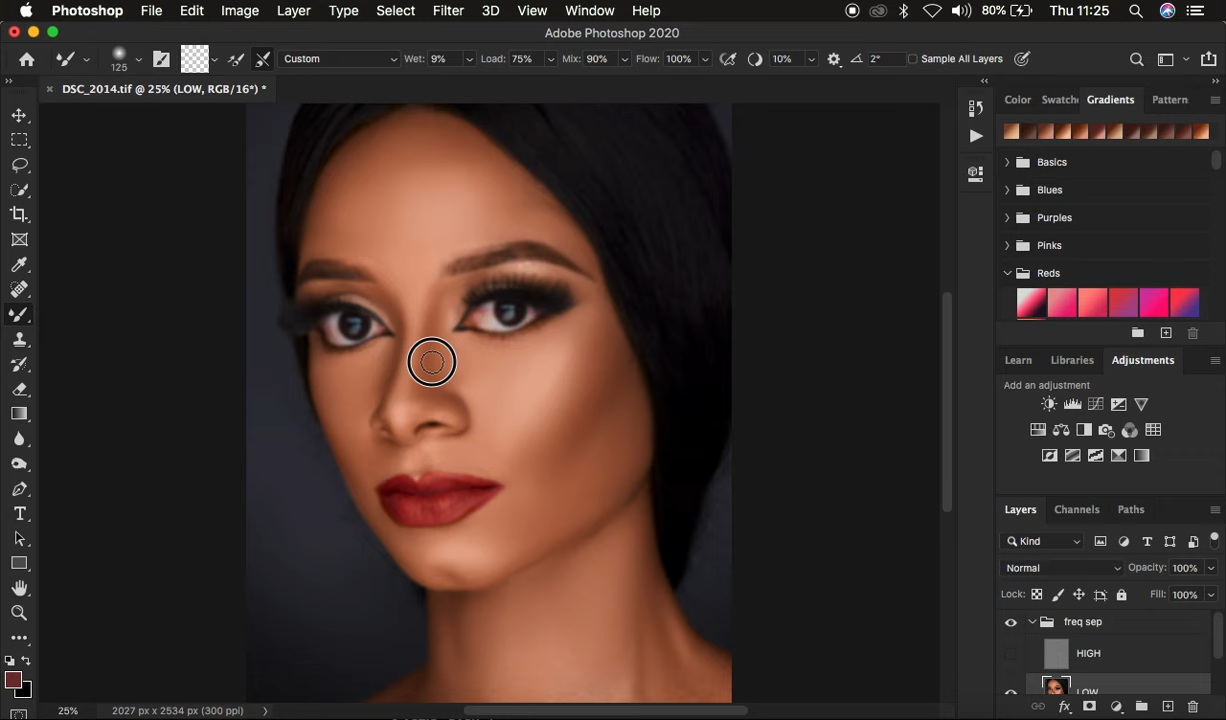 Photoshop File Edit Image Layer Type Select Filter 3D View Window Help 80% Thu 11:25
Adobe Photoshop 2020
125 Custom Wet: 9% Load: 75% Mix: 90% Flow: 100% 10% 2° Sample All Layers
DSC_2014.tif @ 25% (LOW, RGB/16*) *
Color Swatche Gradients Pattern
Basics
Blues
Purples
Pinks
Reds
Learn Libraries Adjustments
Add an adjustment
Layers Channels Paths
Kind
Normal Opacity: 100%
Lock: Fill: 100%
freq sep
HIGH
LOW
25% 2027 px x 2534 px (300 ppi)